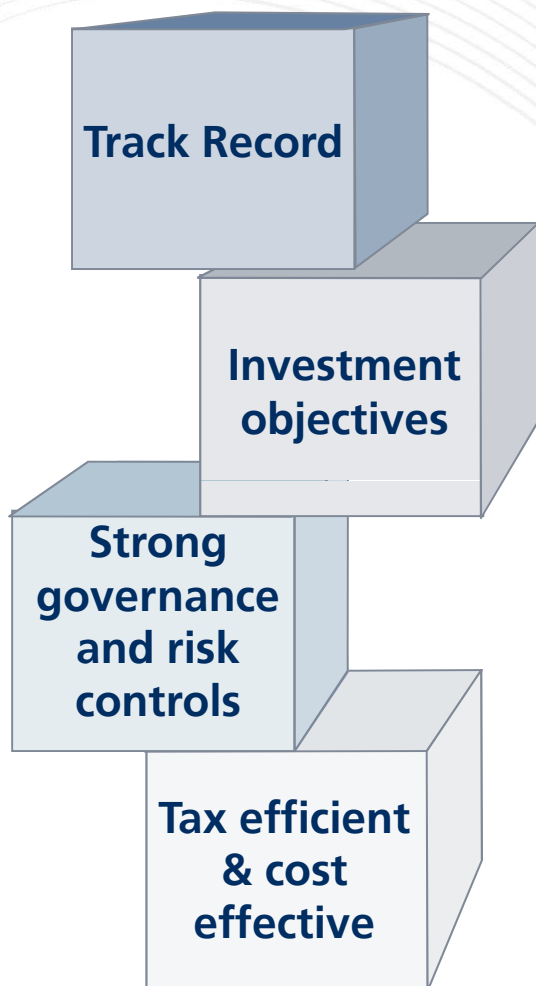 Track Record
Investment
objectives
Strong
governance
and risk
controls
Tax efficient
& cost
effective